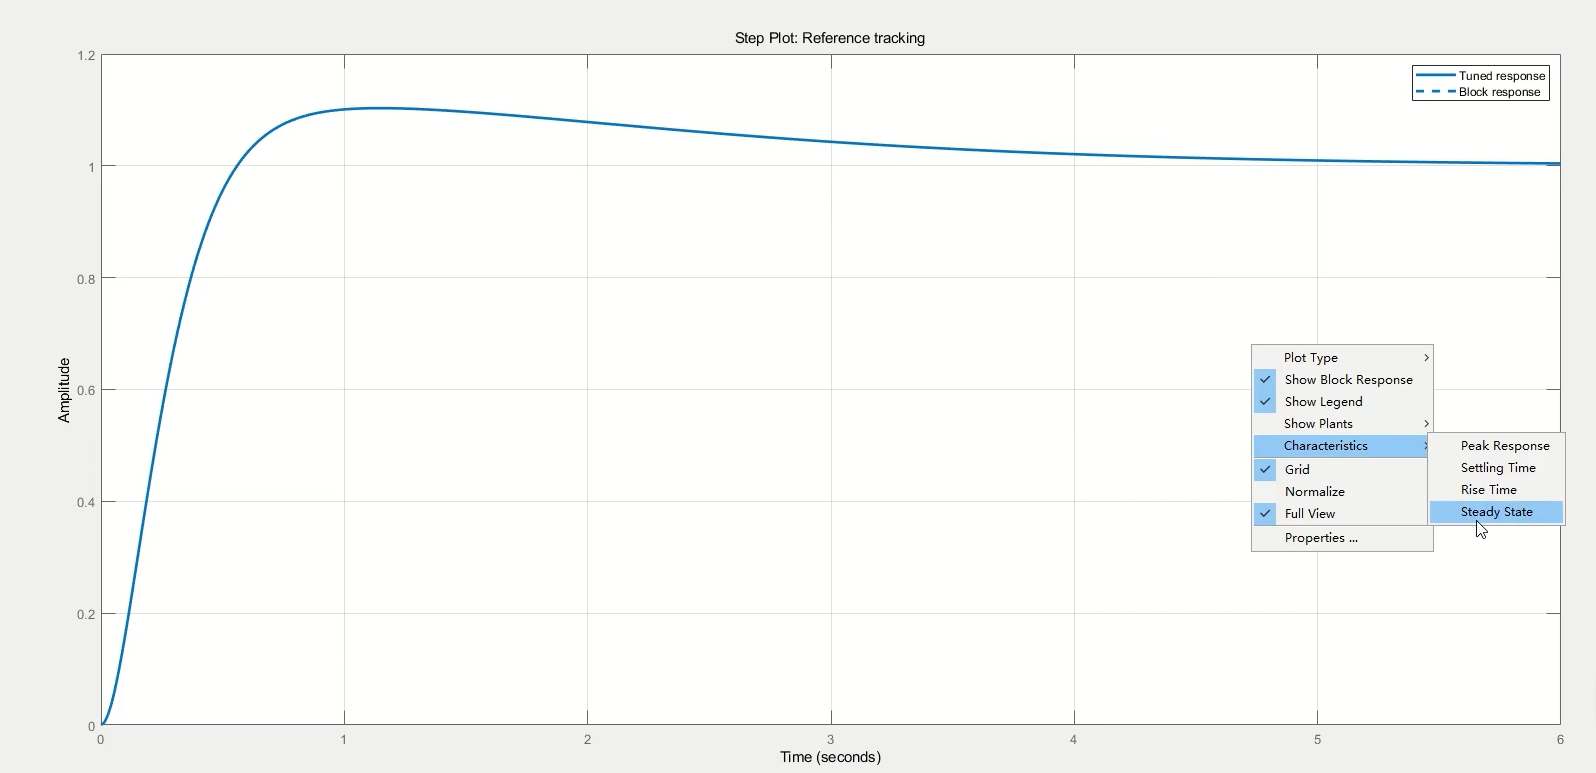 Step Plot: Reference tracking
1.2
1
0.8
0.6
0.4
0.2
0
Amplitude
Tuned response
Block response
Plot Type
Show Block Response
Show Legend
Show Plants
Characteristics
Grid
Normalize
Full View
Properties ...
Peak Response
Settling Time
Rise Time
Steady State
0 1 2 3 4 5 6
Time (seconds)